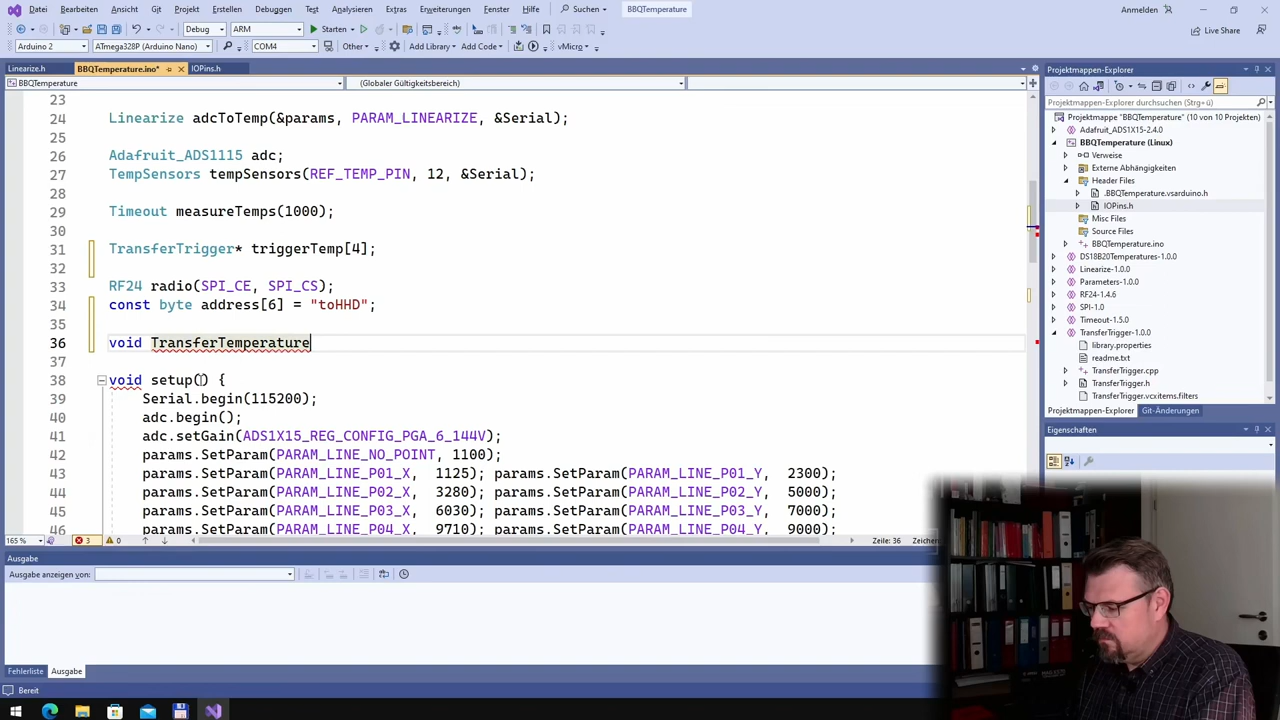 Datei Bearbeiten Ansicht Git Projekt Erstellen Debuggen Test Analysieren Extras Erweiterungen Fenster Hilfe Suchen BBQTemperature Anmelden
Debug ARM Starten Live Share
Arduino 2 ATmega328P (Arduino Nano) COM4 Other Add Library Add Code vMicro
Linearize.h BBQTemperature.ino* IOPins.h
BBQTemperature (Globaler Gültigkeitsbereich)
23
24 Linearize adcToTemp(&params, PARAM_LINEARIZE, &Serial);
25
26 Adafruit_ADS1115 adc;
27 TempSensors tempSensors(REF_TEMP_PIN, 12, &Serial);
28
29 Timeout measureTemps(1000);
30
31 TransferTrigger* triggerTemp[4];
32
33 RF24 radio(SPI_CE, SPI_CS);
34 const byte address[6] = "toHHD";
35
36 void TransferTemperature
37
38 void setup() {
39 Serial.begin(115200);
40 adc.begin();
41 adc.setGain(ADS1X15_REG_CONFIG_PGA_6_144V);
42 params.SetParam(PARAM_LINE_NO_POINT, 1100);
43 params.SetParam(PARAM_LINE_P01_X, 1125); params.SetParam(PARAM_LINE_P01_Y, 2300);
44 params.SetParam(PARAM_LINE_P02_X, 3280); params.SetParam(PARAM_LINE_P02_Y, 5000);
45 params.SetParam(PARAM_LINE_P03_X, 6030); params.SetParam(PARAM_LINE_P03_Y, 7000);
46 params.SetParam(PARAM_LINE_P04_X, 9710); params.SetParam(PARAM_LINE_P04_Y, 9000);
165 % 3 0 Zeile: 36 Zeichen:
Ausgabe
Ausgabe anzeigen von:
Fehlerliste Ausgabe
Bereit
Projektmappen-Explorer
Projektmappen-Explorer durchsuchen (Strg+ü)
Projektmappe "BBQTemperature" (10 von 10 Projekten)
Adafruit_ADS1X15-2.4.0
BBQTemperature (Linux)
Verweise
Externe Abhängigkeiten
Header Files
.BBQTemperature.vsarduino.h
IOPins.h
Misc Files
Source Files
BBQTemperature.ino
DS18B20Temperatures-1.0.0
Linearize-1.0.0
Parameters-1.0.0
RF24-1.4.6
SPI-1.0
Timeout-1.5.0
TransferTrigger-1.0.0
library.properties
readme.txt
TransferTrigger.cpp
TransferTrigger.h
TransferTrigger.vcxitems.filters
Projektmappen-Explorer Git-Änderungen
Eigenschaften